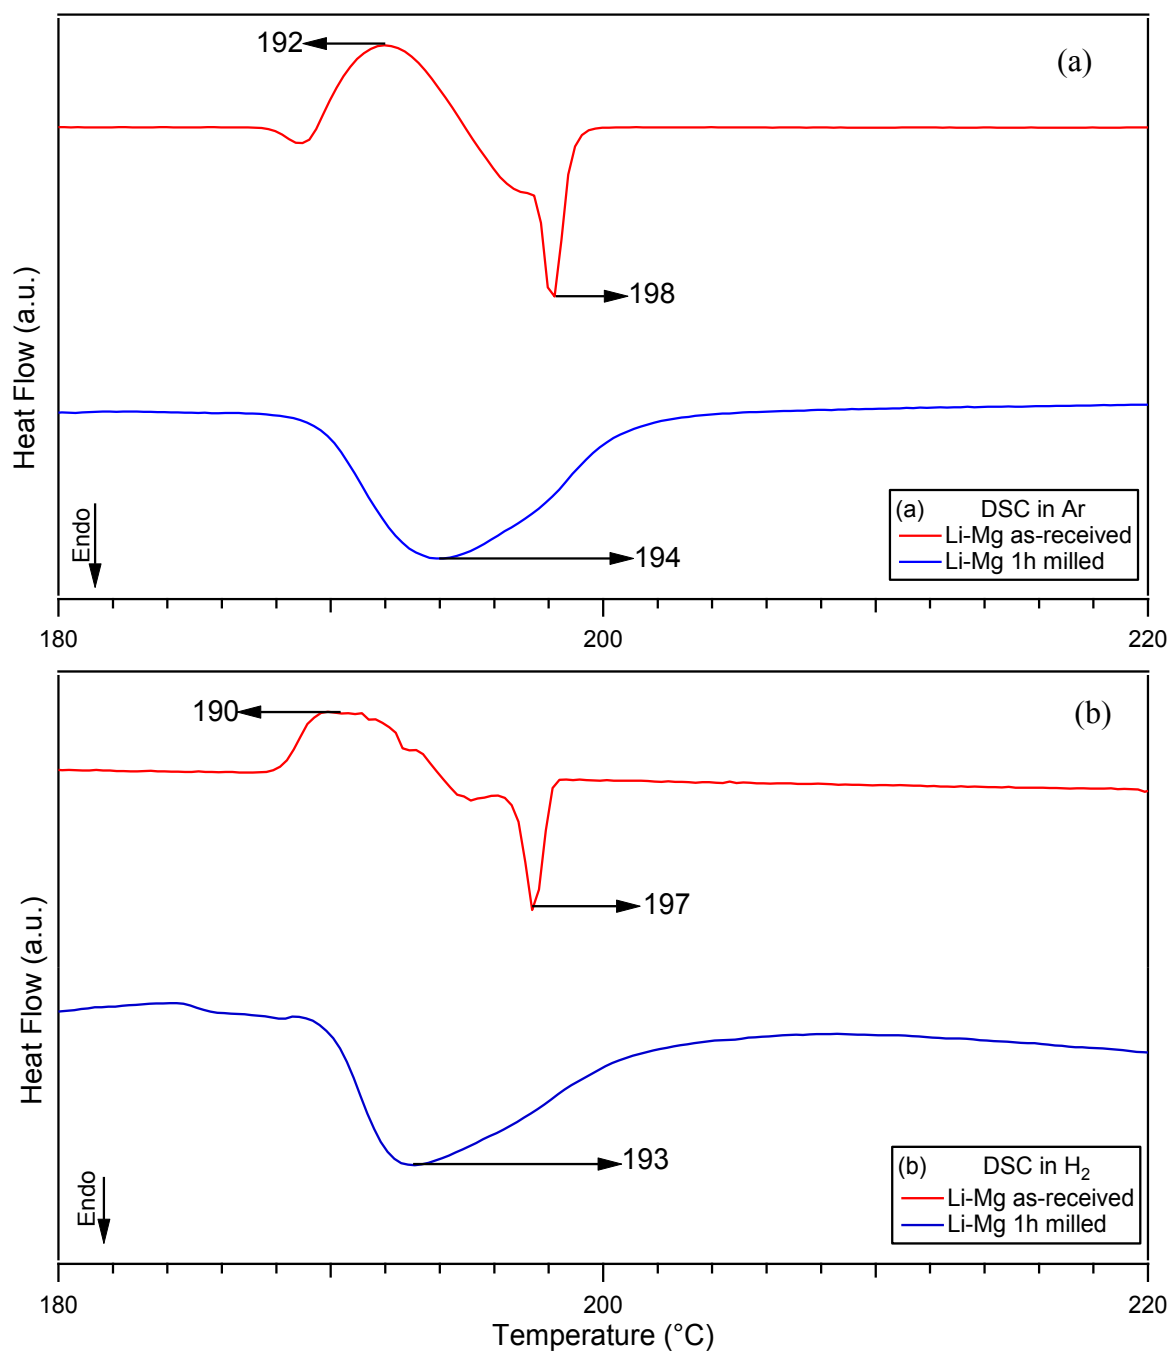 192
(a)
198
Heat Flow (a.u.)
194
Endo
(a) DSC in Ar
Li-Mg as-received
Li-Mg 1h milled
180 200 220
190
(b)
197
Heat Flow (a.u.)
193
Endo
(b) DSC in H₂
Li-Mg as-received
Li-Mg 1h milled
180 200 220
Temperature (°C)